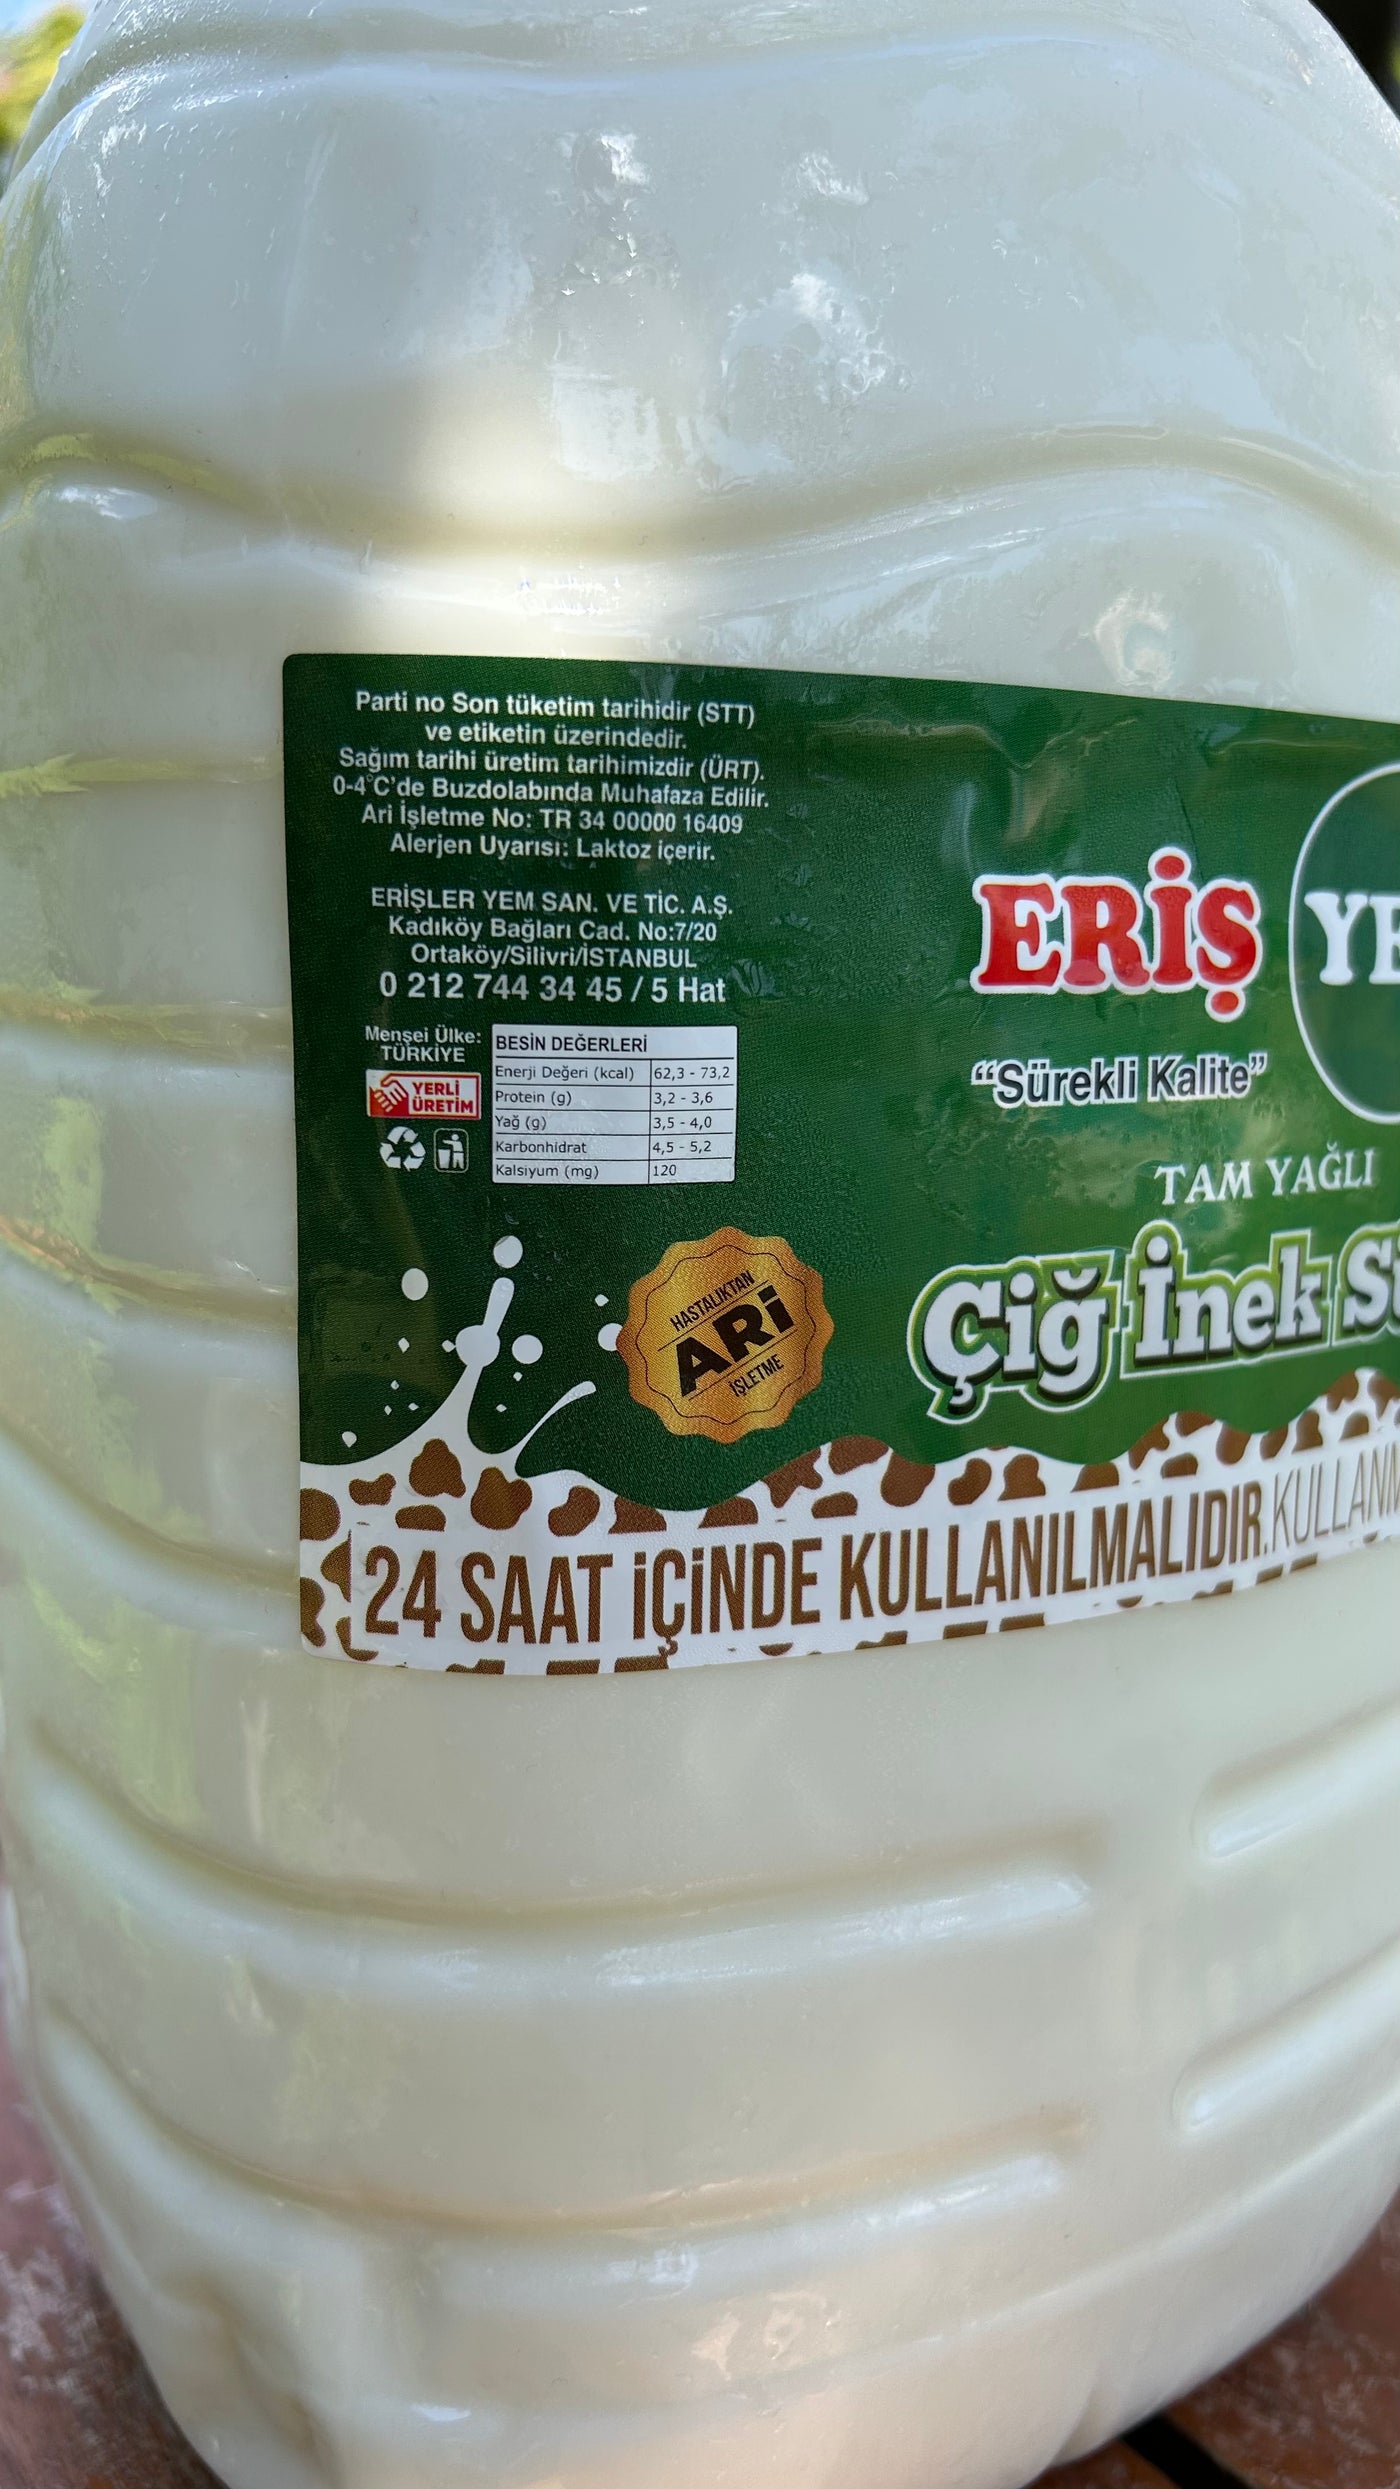 Parti no Son tüketim tarihidir (STT)
ve etiketin üzerindedir.
Sağım tarihi üretim tarihimizdir (ÜRT).
0-4°C'de Buzdolabında Muhafaza Edilir.
Ari İşletme No: TR 34 00000 16409
Alerjen Uyarısı: Laktoz içerir.
ERİŞLER YEM SAN. VE TİC. A.Ş.
Kadıköy Bağları Cad. No:7/20
Ortaköy/Silivri/İSTANBUL
0 212 744 34 45 / 5 Hat
Menşei Ülke:
TÜRKİYE
YERLİ
ÜRETİM
BESİN DEĞERLERİ
Enerji Değeri (kcal) 62,3 - 73,2
Protein (g) 3,2 - 3,6
Yağ (g) 3,5 - 4,0
Karbonhidrat 4,5 - 5,2
Kalsiyum (mg) 120
HASTALIKTAN
ARİ
İŞLETME
ERİŞ
YE
"Sürekli Kalite"
TAM YAĞLI
Çiğ İnek S
24 SAAT İÇİNDE KULLANILMALIDIR.KULLAN